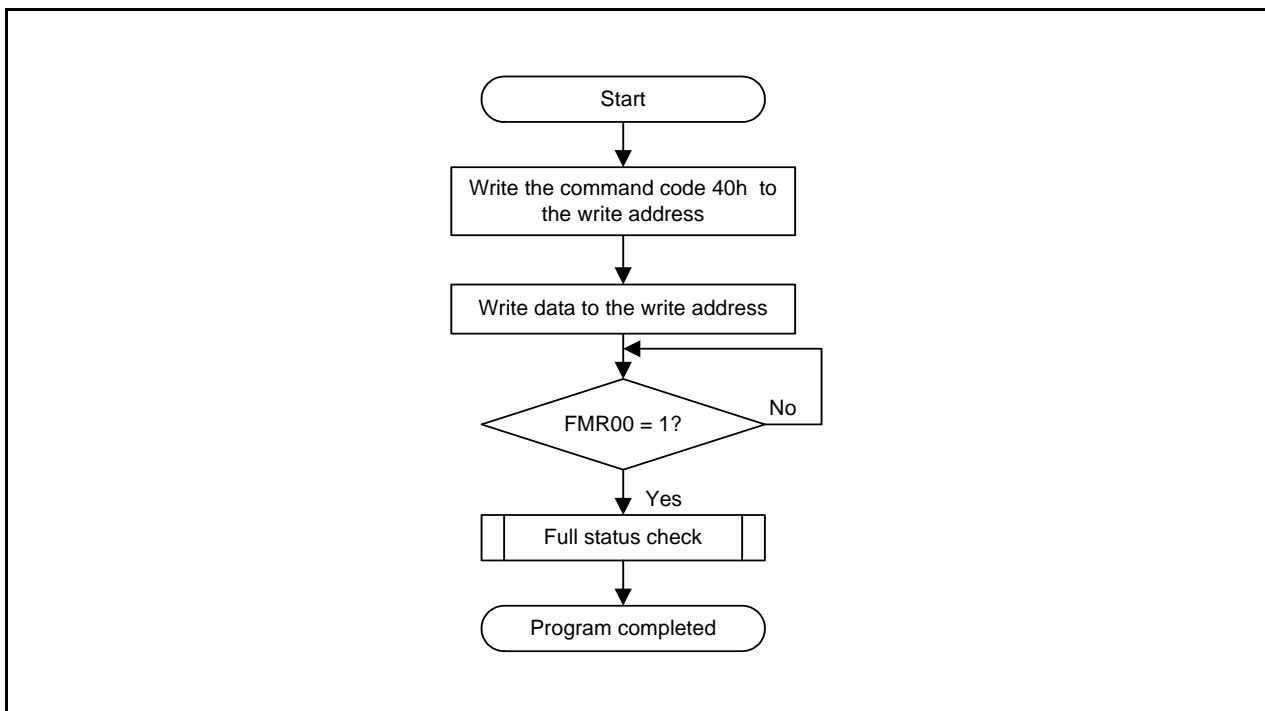 Start
Write the command code 40h to
the write address
Write data to the write address
FMR00 = 1?
No
Yes
Full status check
Program completed